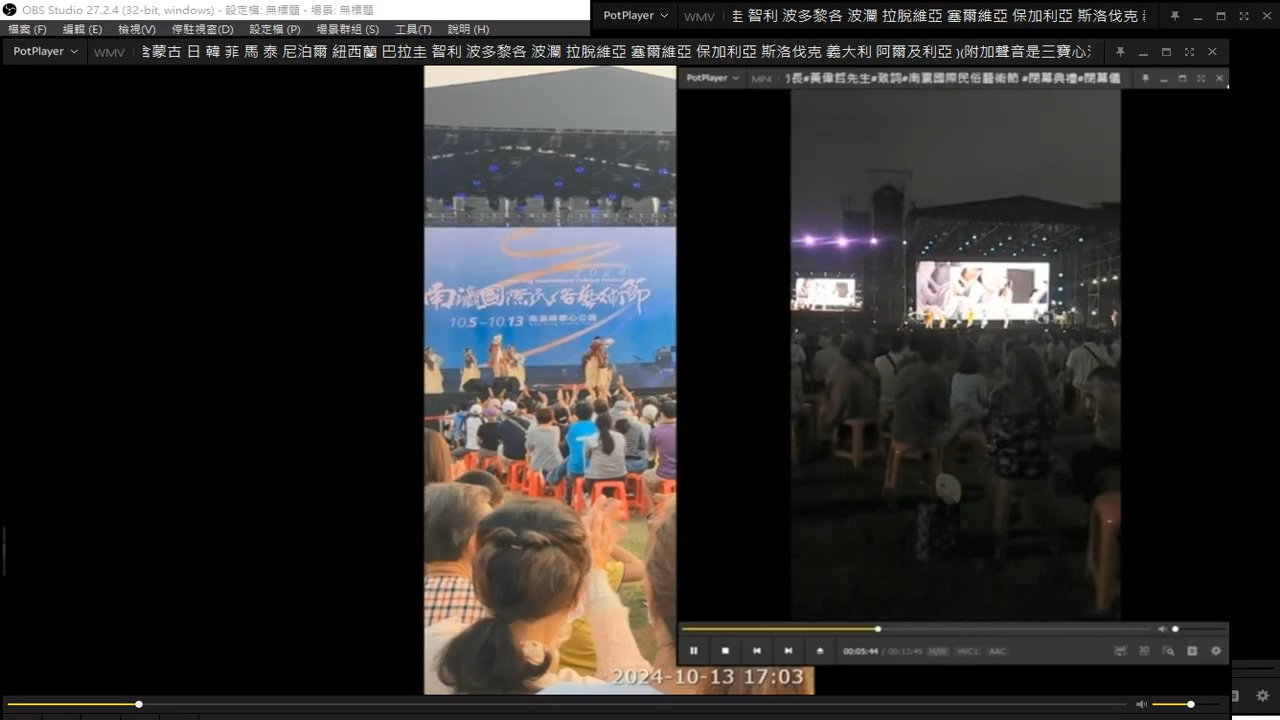 OBS Studio 27.2.4 (32-bit, windows) - 設定檔: 無標題 - 場景: 無標題
檔案 (F) 編輯 (E) 檢視(V) 停駐視窗(D) 設定檔 (P) 場景群組 (S) 工具(T) 說明 (H)
PotPlayer WMV 圭 智利 波多黎各 波瀾 拉脫維亞 塞爾維亞 保加利亞 斯洛伐克
PotPlayer WMV 含蒙古 日 韓 菲 馬 泰 尼泊爾 紐西蘭 巴拉圭 智利 波多黎各 波瀾 拉脫維亞 塞爾維亞 保加利亞 斯洛伐克 義大利 阿爾及利亞 )(附加聲音是三寶心
PotPlayer MP4 長#黃偉哲先生#致詞#南瀛國際民俗藝術節 #閉幕典禮#閉幕儀
2024
南瀛國際民俗藝術節
10.5-10.13 南瀛綠都心公園
00:05:44 / 00:13:45 H/W HVC1 AAC
2024-10-13 17:03